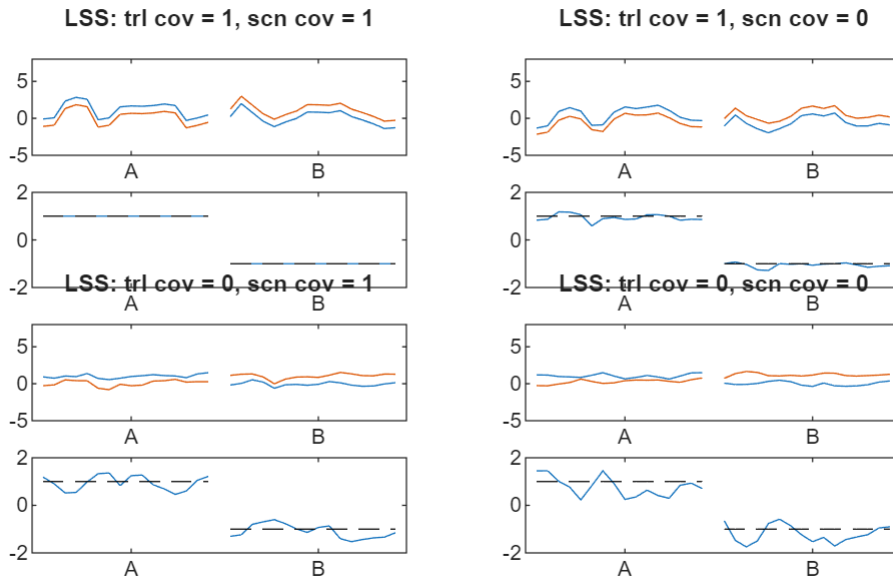 LSS: trl cov = 1, scn cov = 1
5
0
-5
A
B
2
0
-2
A
B
LSS: trl cov = 1, scn cov = 0
5
0
-5
A
B
2
0
-2
A
B
LSS: trl cov = 0, scn cov = 1
5
0
-5
A
B
2
0
-2
A
B
LSS: trl cov = 0, scn cov = 0
5
0
-5
A
B
2
0
-2
A
B